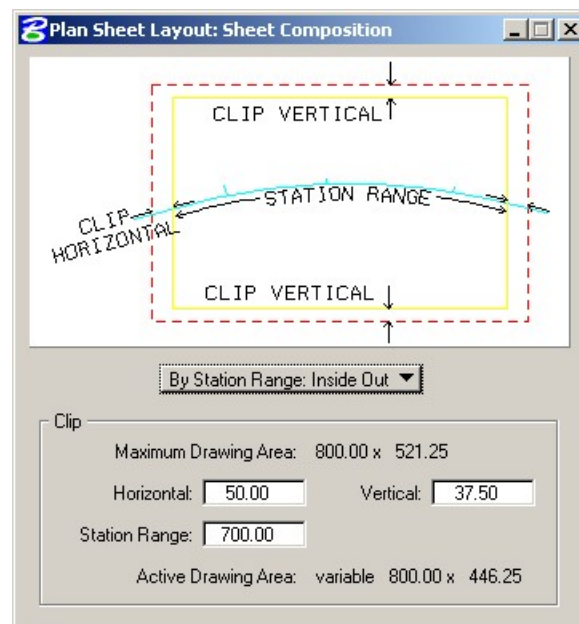 Plan Sheet Layout: Sheet Composition
CLIP VERTICAL
STATION RANGE
CLIP
HORIZONTAL
CLIP VERTICAL
By Station Range: Inside Out
Clip
Maximum Drawing Area: 800.00 x 521.25
Horizontal: 50.00 Vertical: 37.50
Station Range: 700.00
Active Drawing Area: variable 800.00 x 446.25